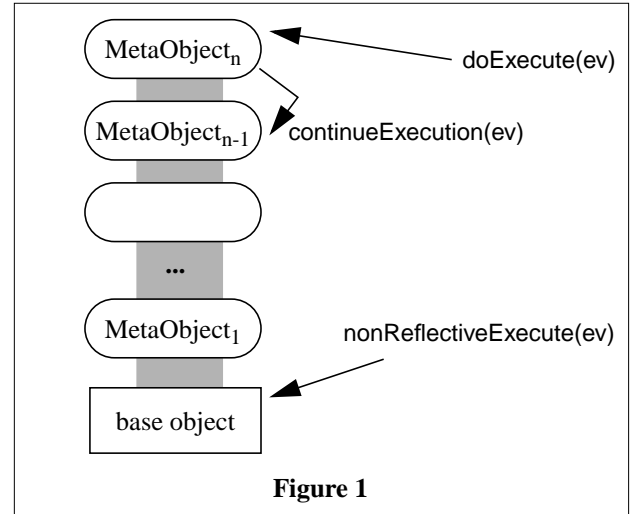 MetaObjectn
doExecute(ev)
MetaObjectn-1
continueExecution(ev)
...
MetaObject1
nonReflectiveExecute(ev)
base object
Figure 1